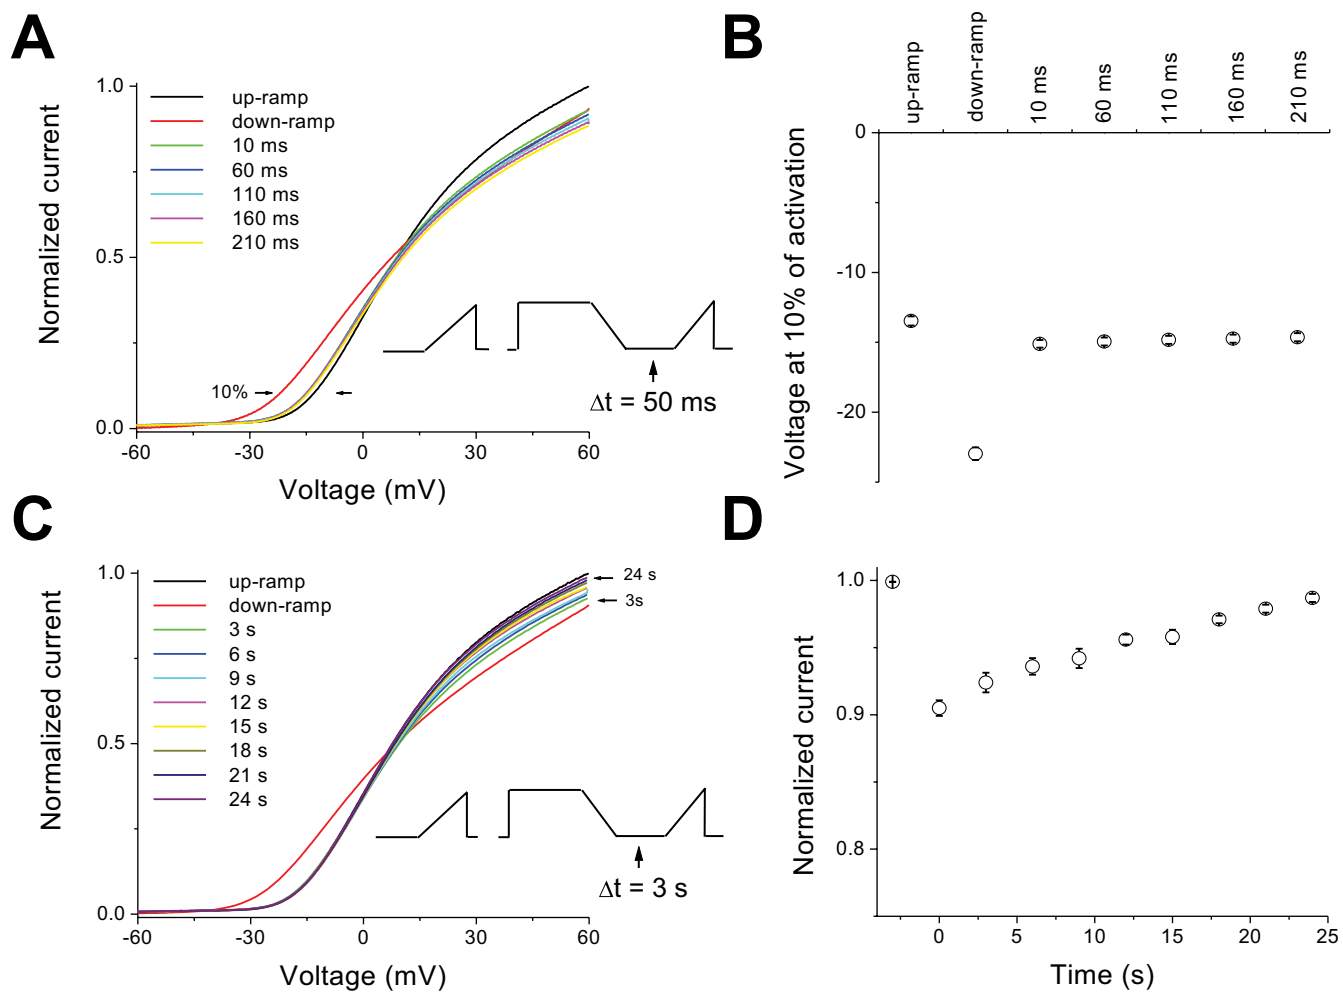 A
Normalized current
1.0
0.5
0.0
up-ramp
down-ramp
10 ms
60 ms
110 ms
160 ms
210 ms
10%
Δt = 50 ms
-60
-30
0
30
60
Voltage (mV)
B
up-ramp
down-ramp
10 ms
60 ms
110 ms
160 ms
210 ms
Voltage at 10% of activation
0
-10
-20
C
Normalized current
1.0
0.5
0.0
up-ramp
down-ramp
3 s
6 s
9 s
12 s
15 s
18 s
21 s
24 s
24 s
3s
Δt = 3 s
-60
-30
0
30
60
Voltage (mV)
D
Normalized current
1.0
0.9
0.8
0
5
10
15
20
25
Time (s)